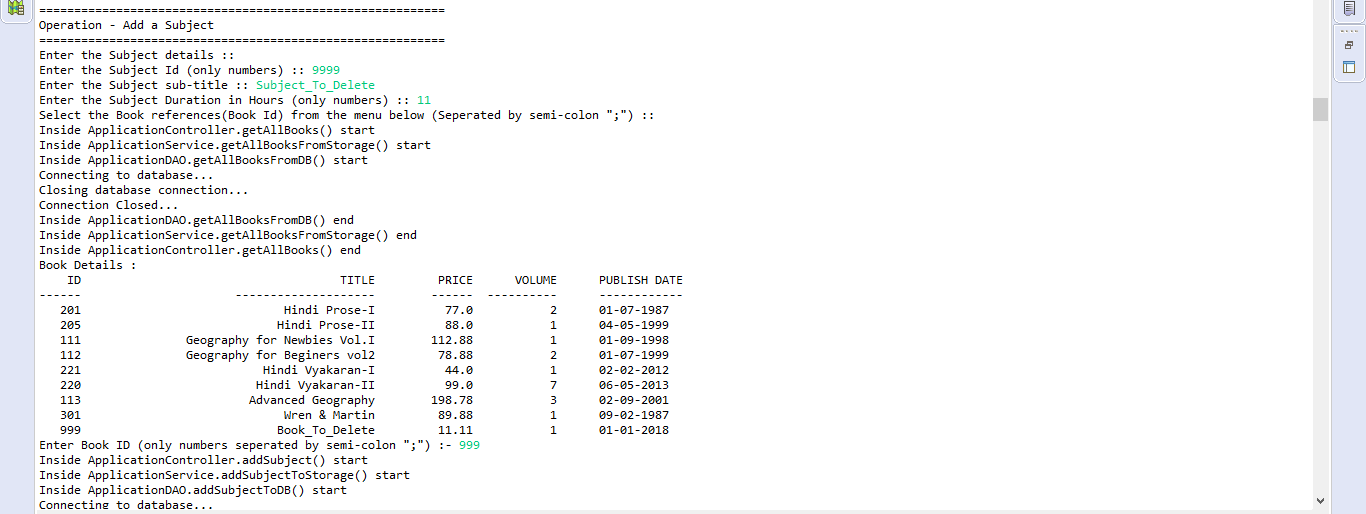 ==========================================================
Operation - Add a Subject
==========================================================
Enter the Subject details ::
Enter the Subject Id (only numbers) :: 9999
Enter the Subject sub-title :: Subject_To_Delete
Enter the Subject Duration in Hours (only numbers) :: 11
Select the Book references(Book Id) from the menu below (Seperated by semi-colon ";") ::
Inside ApplicationController.getAllBooks() start
Inside ApplicationService.getAllBooksFromStorage() start
Inside ApplicationDAO.getAllBooksFromDB() start
Connecting to database...
Closing database connection...
Connection Closed...
Inside ApplicationDAO.getAllBooksFromDB() end
Inside ApplicationService.getAllBooksFromStorage() end
Inside ApplicationController.getAllBooks() end
Book Details :
    ID                                     TITLE         PRICE      VOLUME      PUBLISH DATE
------                      --------------------        ------  ----------      ------------
   201                             Hindi Prose-I          77.0           2      01-07-1987
   205                            Hindi Prose-II          88.0           1      04-05-1999
   111               Geography for Newbies Vol.I        112.88           1      01-09-1998
   112               Geography for Beginers vol2         78.88           2      01-07-1999
   221                          Hindi Vyakaran-I          44.0           1      02-02-2012
   220                         Hindi Vyakaran-II          99.0           7      06-05-2013
   113                        Advanced Geography        198.78           3      02-09-2001
   301                             Wren & Martin         89.88           1      09-02-1987
   999                            Book_To_Delete         11.11           1      01-01-2018
Enter Book ID (only numbers seperated by semi-colon ";") :- 999
Inside ApplicationController.addSubject() start
Inside ApplicationService.addSubjectToStorage() start
Inside ApplicationDAO.addSubjectToDB() start
Connecting to database...